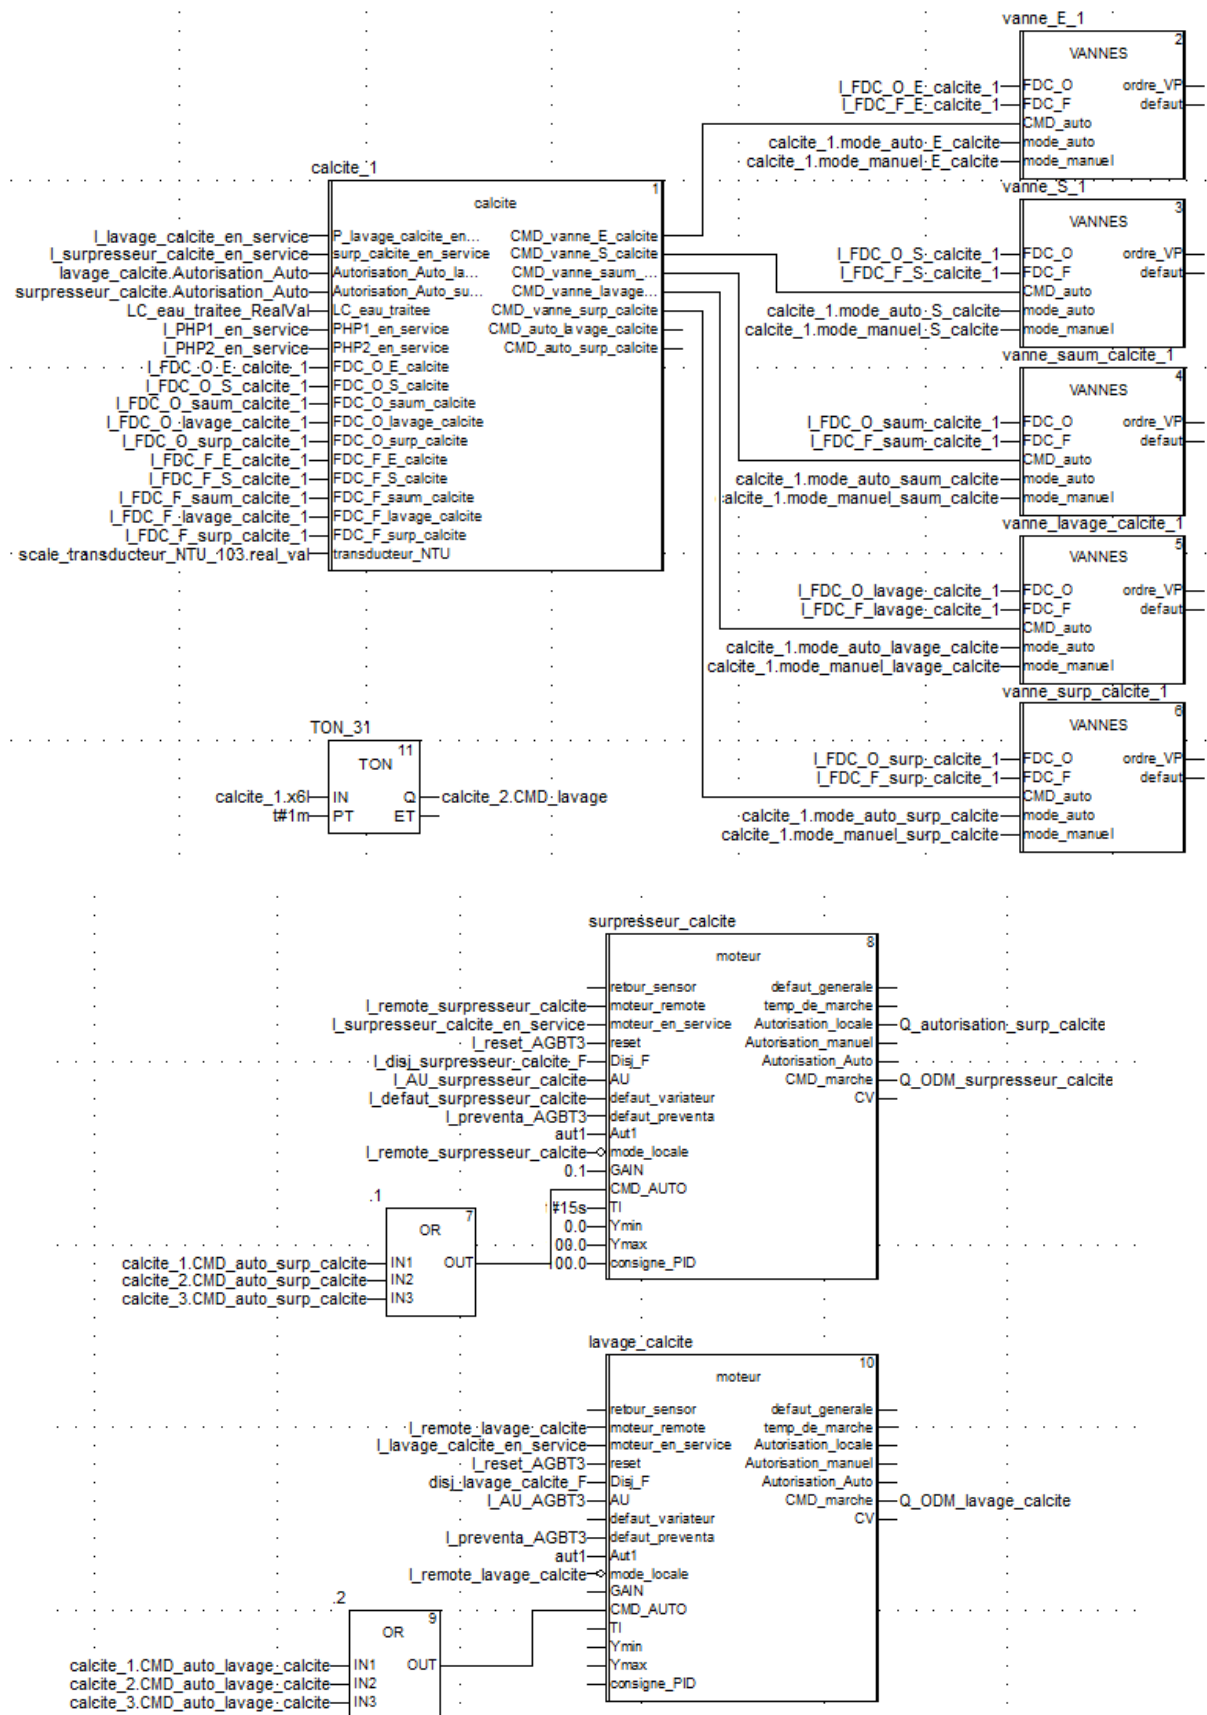 vanne_E_1
2
VANNES
I_FDC_O_E_calcite_1 FDC_O ordre_VP
I_FDC_F_E_calcite_1 FDC_F defaut
CMD_auto
calcite_1.mode_auto_E_calcite mode_auto
calcite_1.mode_manuel_E_calcite mode_manuel
vanne_S_1
3
VANNES
I_FDC_O_S_calcite_1 FDC_O ordre_VP
I_FDC_F_S_calcite_1 FDC_F defaut
CMD_auto
calcite_1.mode_auto_S_calcite mode_auto
calcite_1.mode_manuel_S_calcite mode_manuel
vanne_saum_calcite_1
4
VANNES
I_FDC_O_saum_calcite_1 FDC_O ordre_VP
I_FDC_F_saum_calcite_1 FDC_F defaut
CMD_auto
calcite_1.mode_auto_saum_calcite mode_auto
calcite_1.mode_manuel_saum_calcite mode_manuel
vanne_lavage_calcite_1
5
VANNES
I_FDC_O_lavage_calcite_1 FDC_O ordre_VP
I_FDC_F_lavage_calcite_1 FDC_F defaut
CMD_auto
calcite_1.mode_auto_lavage_calcite mode_auto
calcite_1.mode_manuel_lavage_calcite mode_manuel
vanne_surp_calcite_1
6
VANNES
I_FDC_O_surp_calcite_1 FDC_O ordre_VP
I_FDC_F_surp_calcite_1 FDC_F defaut
CMD_auto
calcite_1.mode_auto_surp_calcite mode_auto
calcite_1.mode_manuel_surp_calcite mode_manuel
calcite_1
1
calcite
I_lavage_calcite_en_service P_lavage_calcite_en... CMD_vanne_E_calcite
I_surpresseur_calcite_en_service surp_calcite_en_service CMD_vanne_S_calcite
lavage_calcite.Autorisation_Auto Autorisation_Auto_la... CMD_vanne_saum_...
surpresseur_calcite.Autorisation_Auto Autorisation_Auto_su... CMD_vanne_lavage...
LC_eau_traitee_RealVal LC_eau_traitee CMD_vanne_surp_calcite
I_PHP1_en_service PHP1_en_service CMD_auto_lavage_calcite
I_PHP2_en_service PHP2_en_service CMD_auto_surp_calcite
I_FDC_O_E_calcite_1 FDC_O_E_calcite
I_FDC_O_S_calcite_1 FDC_O_S_calcite
I_FDC_O_saum_calcite_1 FDC_O_saum_calcite
I_FDC_O_lavage_calcite_1 FDC_O_lavage_calcite
I_FDC_O_surp_calcite_1 FDC_O_surp_calcite
I_FDC_F_E_calcite_1 FDC_F_E_calcite
I_FDC_F_S_calcite_1 FDC_F_S_calcite
I_FDC_F_saum_calcite_1 FDC_F_saum_calcite
I_FDC_F_lavage_calcite_1 FDC_F_lavage_calcite
I_FDC_F_surp_calcite_1 FDC_F_surp_calcite
scale_transducteur_NTU_103.real_val transducteur_NTU
TON_31
11
TON
calcite_1.x6l IN Q calcite_2.CMD_lavage
t#1m PT ET
surpresseur_calcite
8
moteur
retour_sensor defaut_generale
I_remote_surpresseur_calcite moteur_remote temp_de_marche
I_surpresseur_calcite_en_service moteur_en_service Autorisation_locale Q_autorisation_surp_calcite
I_reset_AGBT3 reset Autorisation_manuel
I_disj_surpresseur_calcite_F Disj_F Autorisation_Auto
I_AU_surpresseur_calcite AU CMD_marche Q_ODM_surpresseur_calcite
I_defaut_surpresseur_calcite defaut_variateur CV
I_preventa_AGBT3 defaut_preventa
aut1 Aut1
I_remote_surpresseur_calcite mode_locale
0.1 GAIN
CMD_AUTO
#15s TI
0.0 Ymin
00.0 Ymax
00.0 consigne_PID
.1
7
OR
calcite_1.CMD_auto_surp_calcite IN1 OUT
calcite_2.CMD_auto_surp_calcite IN2
calcite_3.CMD_auto_surp_calcite IN3
lavage_calcite
10
moteur
retour_sensor defaut_generale
I_remote_lavage_calcite moteur_remote temp_de_marche
I_lavage_calcite_en_service moteur_en_service Autorisation_locale
I_reset_AGBT3 reset Autorisation_manuel
disj_lavage_calcite_F Disj_F Autorisation_Auto
I_AU_AGBT3 AU CMD_marche Q_ODM_lavage_calcite
defaut_variateur CV
I_preventa_AGBT3 defaut_preventa
aut1 Aut1
I_remote_lavage_calcite mode_locale
GAIN
CMD_AUTO
TI
Ymin
Ymax
consigne_PID
.2
9
OR
calcite_1.CMD_auto_lavage_calcite IN1 OUT
calcite_2.CMD_auto_lavage_calcite IN2
calcite_3.CMD_auto_lavage_calcite IN3